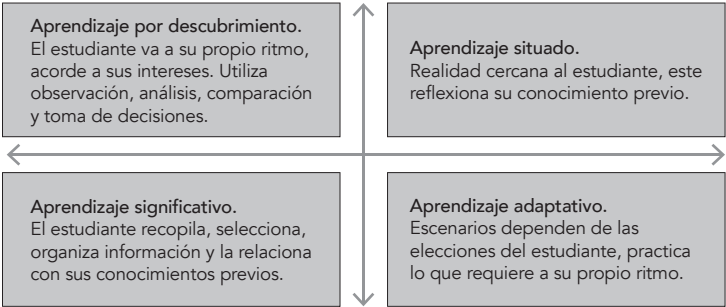 Aprendizaje por descubrimiento.
El estudiante va a su propio ritmo,
acorde a sus intereses. Utiliza
observación, análisis, comparación
y toma de decisiones.
Aprendizaje situado.
Realidad cercana al estudiante, este
reflexiona su conocimiento previo.
Aprendizaje significativo.
El estudiante recopila, selecciona,
organiza información y la relaciona
con sus conocimientos previos.
Aprendizaje adaptativo.
Escenarios dependen de las
elecciones del estudiante, practica
lo que requiere a su propio ritmo.